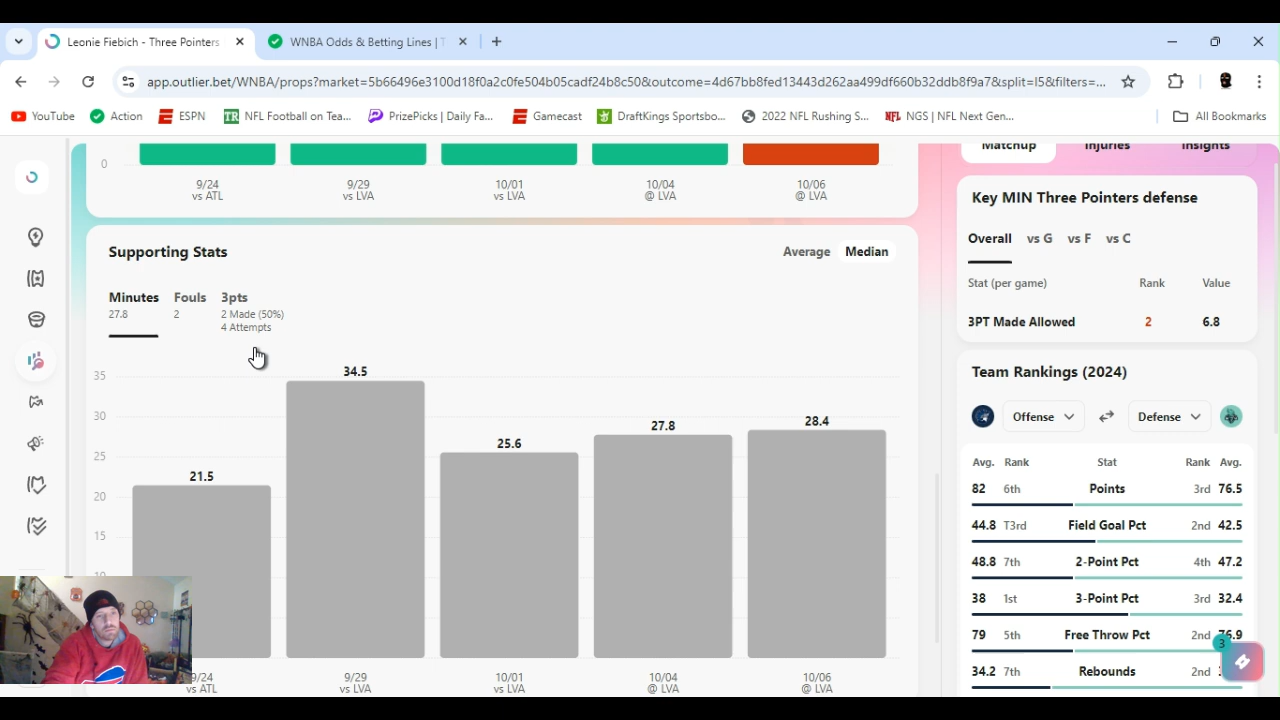 Leonie Fiebich - Three Pointers
WNBA Odds & Betting Lines | T
app.outlier.bet/WNBA/props?market=5b66496e3100d18f0a2c0fe504b05cadf24b8c50&outcome=4d67bb8fed13443d262aa499df660b32ddb8f9a7&split=l5&filters=...
YouTube Action ESPN NFL Football on Tea... PrizePicks | Daily Fa... Gamecast DraftKings Sportsbo... 2022 NFL Rushing S... NGS | NFL Next Gen... All Bookmarks
0
9/24 9/29 10/01 10/04 10/06
vs ATL vs LVA vs LVA @ LVA @ LVA
Supporting Stats
Average Median
Minutes Fouls 3pts
27.8 2 2 Made (50%)
4 Attempts
35
30
25
20
15
10
21.5 34.5 25.6 27.8 28.4
9/24 9/29 10/01 10/04 10/06
vs ATL vs LVA vs LVA @ LVA @ LVA
Matchup Injuries Insights
Key MIN Three Pointers defense
Overall vs G vs F vs C
Stat (per game) Rank Value
3PT Made Allowed 2 6.8
Team Rankings (2024)
Offense Defense
Avg. Rank Stat Rank Avg.
82 6th Points 3rd 76.5
44.8 T3rd Field Goal Pct 2nd 42.5
48.8 7th 2-Point Pct 4th 47.2
38 1st 3-Point Pct 3rd 32.4
79 5th Free Throw Pct 2nd 76.9
34.2 7th Rebounds 2nd
3